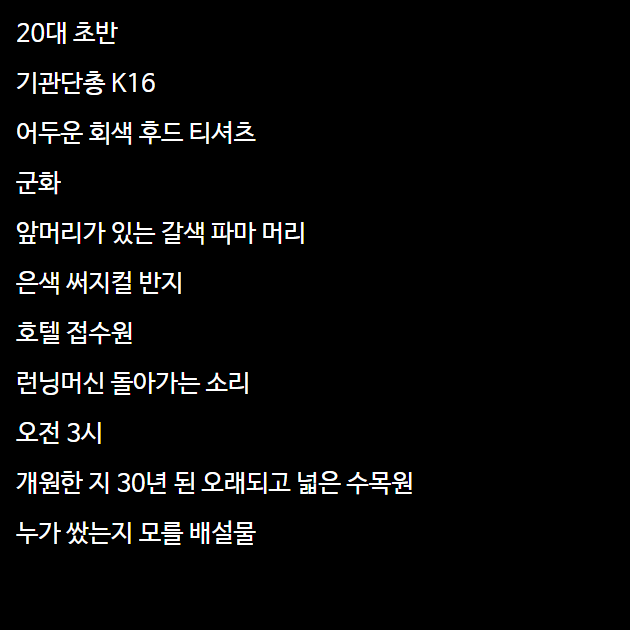 20대 초반
기관단총 K16
어두운 회색 후드 티셔츠
군화
앞머리가 있는 갈색 파마 머리
은색 써지컬 반지
호텔 접수원
런닝머신 돌아가는 소리
오전 3시
개원한 지 30년 된 오래되고 넓은 수목원
누가 쌌는지 모를 배설물